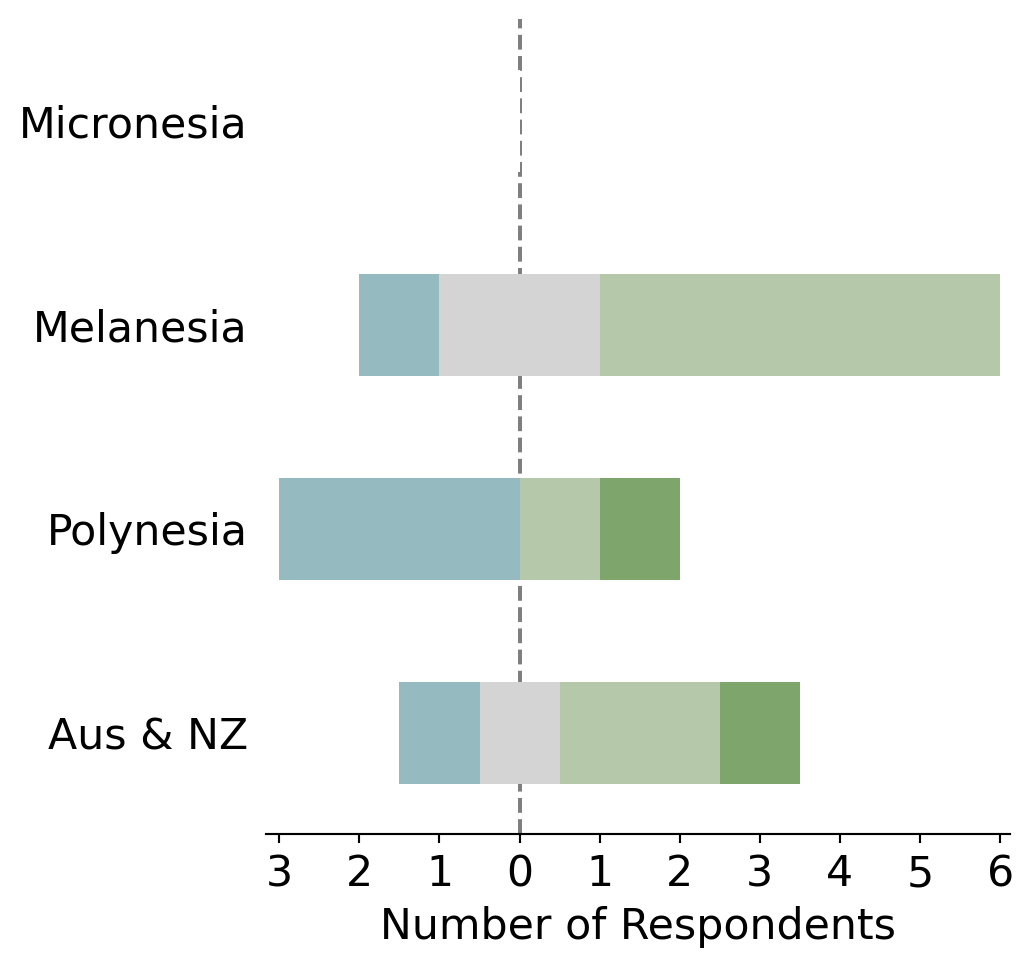 Micronesia
Melanesia
Polynesia
Aus & NZ
3 2 1 0 1 2 3 4 5 6
Number of Respondents